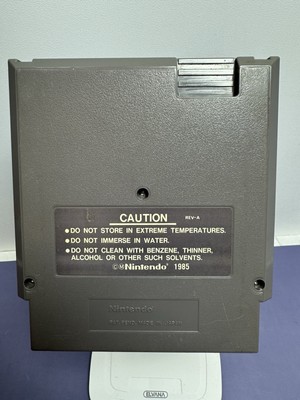 CAUTION REV-A
•DO NOT STORE IN EXTREME TEMPERATURES.
•DO NOT IMMERSE IN WATER.
•DO NOT CLEAN WITH BENZENE, THINNER,
ALCOHOL OR OTHER SUCH SOLVENTS.
©Ⓜ Nintendo® 1985
Nintendo
ELVANA